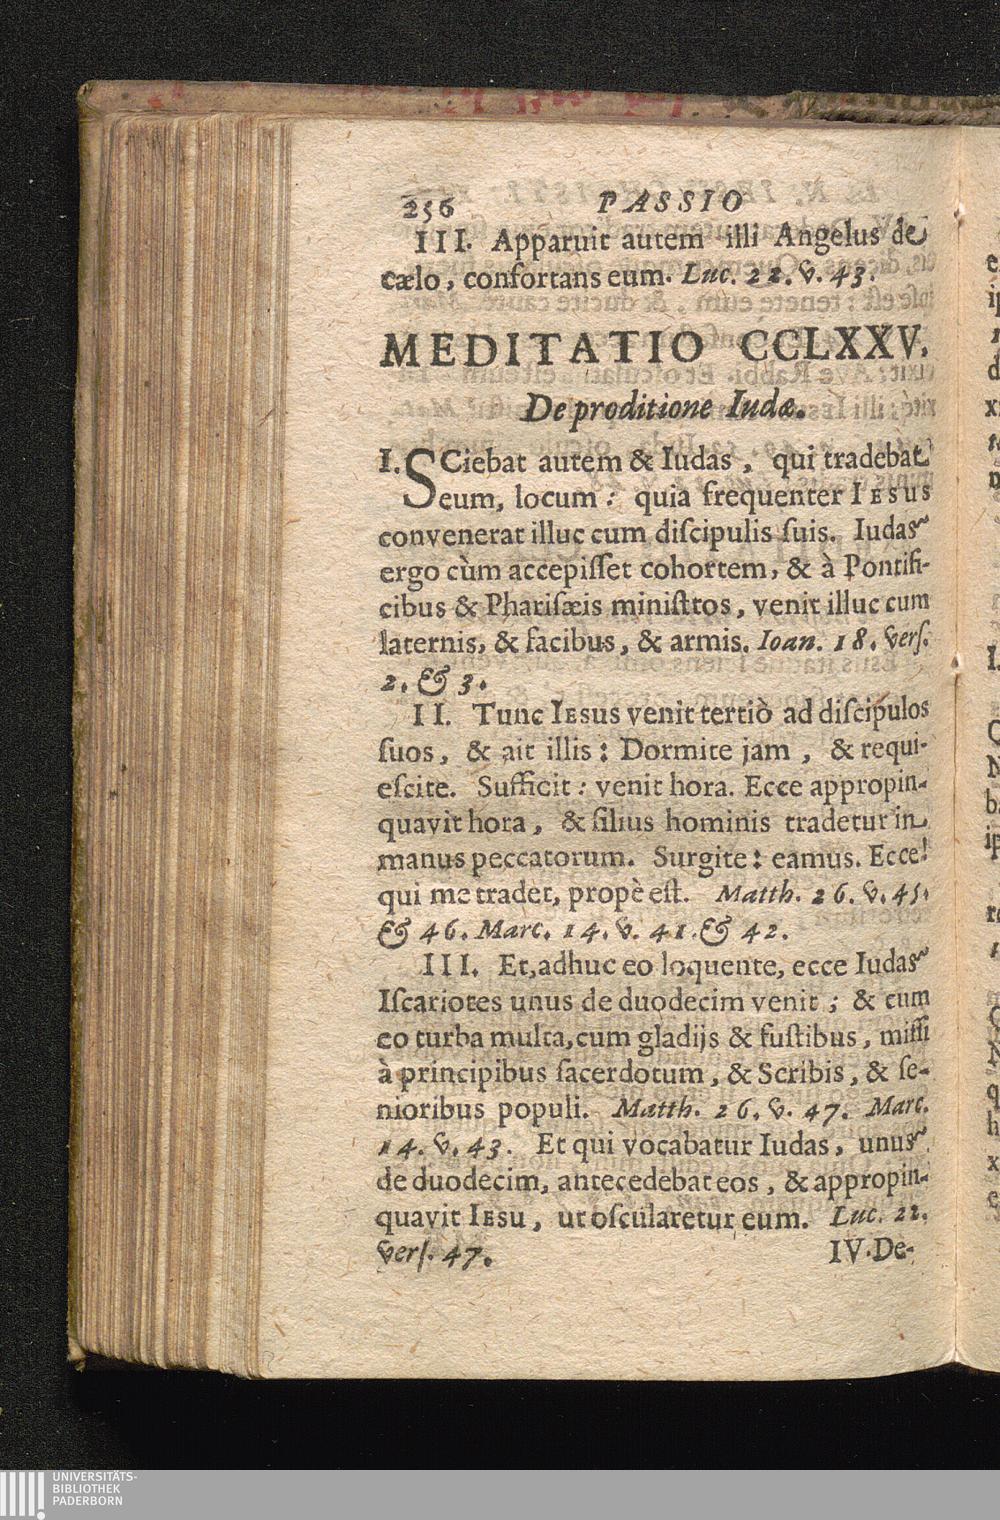 256 PASSIO
III. Apparuit autem illi Angelus de
cælo, confortans eum. Luc. 22. v. 43.
MEDITATIO CCLXXV.
De proditione Iudæ.
I. SCiebat autem & Iudas, qui tradebat
eum, locum: quia frequenter IESUS
convenerat illuc cum diſcipulis ſuis. Iudas
ergo cùm accepiſſet cohortem, & à Pontifi-
cibus & Phariſæis miniſtros, venit illuc cum
laternis, & facibus, & armis. Ioan. 18. verſ.
2. & 3.
II. Tunc IESUS venit tertiò ad diſcipulos
ſuos, & ait illis: Dormite jam, & requi-
eſcite. Sufficit: venit hora. Ecce appropin-
quavit hora, & filius hominis tradetur in
manus peccatorum. Surgite: eamus. Ecce!
qui me tradet, propè eſt. Matth. 26. v. 45.
& 46. Marc. 14. v. 41. & 42.
III. Et, adhuc eo loquente, ecce Iudas
Iſcariotes unus de duodecim venit; & cum
eo turba multa, cum gladijs & fuſtibus, miſſi
à principibus ſacerdotum, & Scribis, & ſe-
nioribus populi. Matth. 26. v. 47. Marc.
14. v. 43. Et qui vocabatur Iudas, unus
de duodecim, antecedebat eos, & appropin-
quavit IESU, ut oſcularetur eum. Luc. 22.
verſ. 47.
IV. De-
UNIVERSITÄTS-
BIBLIOTHEK
PADERBORN